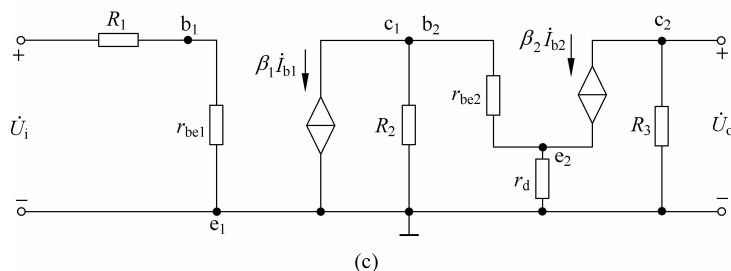 R₁
b₁
c₁
b₂
c₂
+
+
β₁İb1
β₂İb2
rbe2
U̇i
rbe1
R₂
R₃
U̇o
e₂
rd
−
−
e₁
(c)